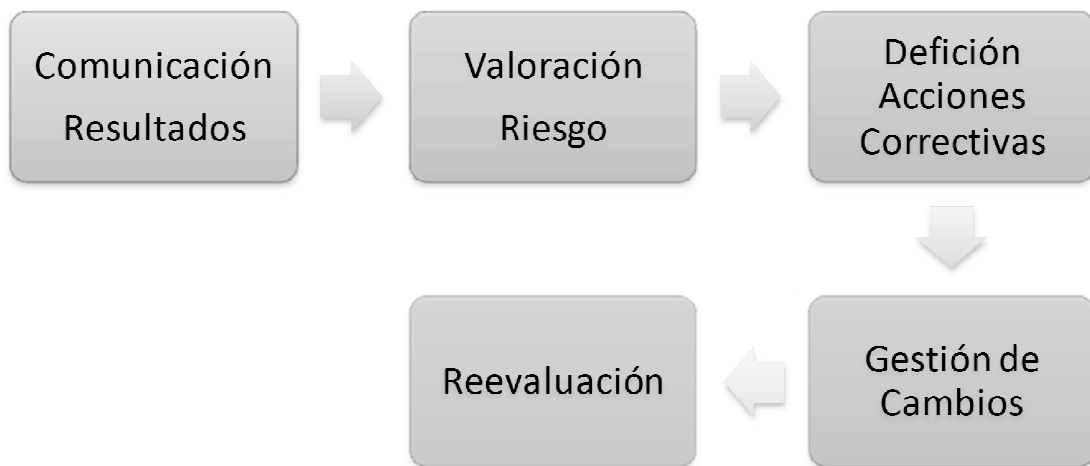 Comunicación
Resultados
Valoración
Riesgo
Defición
Acciones
Correctivas
Gestión de
Cambios
Reevaluación